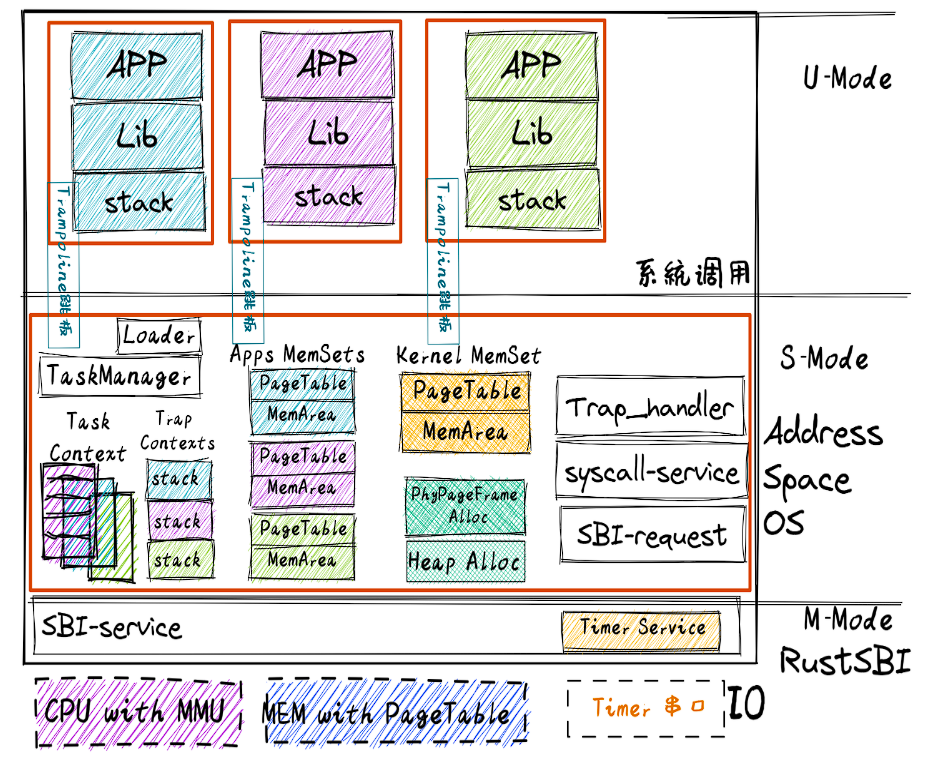 APP
Lib
stack
APP
Lib
stack
APP
Lib
stack
U-Mode
Trampoline跳板
Trampoline跳板
Trampoline跳板
系统调用
Loader
TaskManager
Task
Context
Trap
Contexts
stack
stack
stack
Apps MemSets
PageTable
MemArea
PageTable
MemArea
PageTable
MemArea
Kernel MemSet
PageTable
MemArea
PhyPageFrame
Alloc
Heap Alloc
Trap_handler
syscall-service
SBI-request
S-Mode
Address
Space
OS
SBI-service
Timer Service
M-Mode
RustSBI
CPU with MMU
MEM with PageTable
Timer 串口
IO